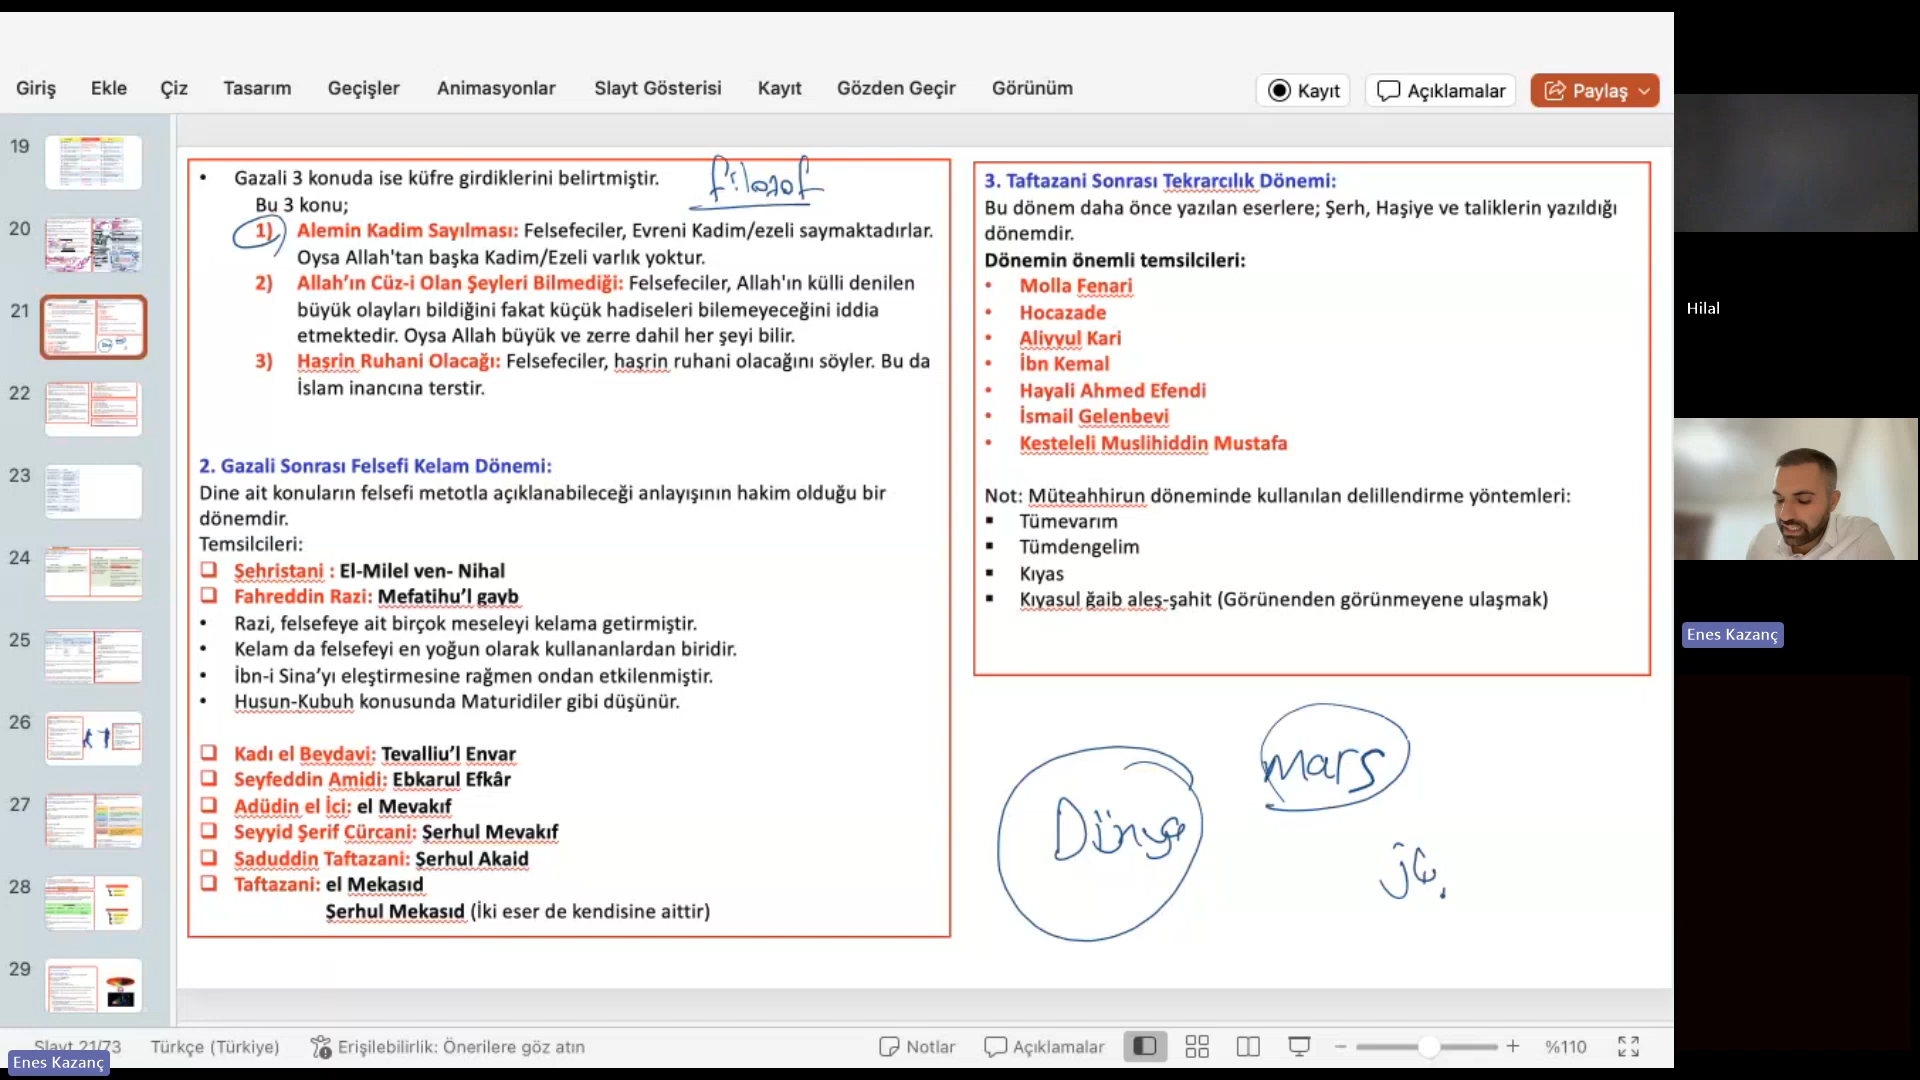 Giriş Ekle Çiz Tasarım Geçişler Animasyonlar Slayt Gösterisi Kayıt Gözden Geçir Görünüm Kayıt Açıklamalar Paylaş
19
20
21
22
23
24
25
26
27
28
29
• Gazali 3 konuda ise küfre girdiklerini belirtmiştir.
filozof
Bu 3 konu;
1) Alemin Kadim Sayılması: Felsefeciler, Evreni Kadim/ezeli saymaktadırlar.
Oysa Allah'tan başka Kadim/Ezeli varlık yoktur.
2) Allah’ın Cüz-i Olan Şeyleri Bilmediği: Felsefeciler, Allah'ın külli denilen
büyük olayları bildiğini fakat küçük hadiseleri bilemeyeceğini iddia
etmektedir. Oysa Allah büyük ve zerre dahil her şeyi bilir.
3) Haşrin Ruhani Olacağı: Felsefeciler, haşrin ruhani olacağını söyler. Bu da
İslam inancına terstir.
2. Gazali Sonrası Felsefi Kelam Dönemi:
Dine ait konuların felsefi metotla açıklanabileceği anlayışının hakim olduğu bir
dönemdir.
Temsilcileri:
❑ Şehristani : El-Milel ven- Nihal
❑ Fahreddin Razi: Mefatihu’l gayb
• Razi, felsefeye ait birçok meseleyi kelama getirmiştir.
• Kelam da felsefeyi en yoğun olarak kullananlardan biridir.
• İbn-i Sina’yı eleştirmesine rağmen ondan etkilenmiştir.
• Husun-Kubuh konusunda Maturidiler gibi düşünür.
❑ Kadı el Beydavi: Tevalliu’l Envar
❑ Seyfeddin Amidi: Ebkarul Efkâr
❑ Adüdin el İci: el Mevakıf
❑ Seyyid Şerif Cürcani: Şerhul Mevakıf
❑ Saduddin Taftazani: Şerhul Akaid
❑ Taftazani: el Mekasıd
Şerhul Mekasıd (İki eser de kendisine aittir)
3. Taftazani Sonrası Tekrarcılık Dönemi:
Bu dönem daha önce yazılan eserlere; Şerh, Haşiye ve taliklerin yazıldığı
dönemdir.
Dönemin önemli temsilcileri:
• Molla Fenari
• Hocazade
• Aliyyul Kari
• İbn Kemal
• Hayali Ahmed Efendi
• İsmail Gelenbevi
• Kesteleli Muslihiddin Mustafa
Not: Müteahhirun döneminde kullanılan delillendirme yöntemleri:
▪ Tümevarım
▪ Tümdengelim
▪ Kıyas
▪ Kıyasul ğaib aleş-şahit (Görünenden görünmeyene ulaşmak)
Dünya
mars
Hilal
Enes Kazanç
Slayt 21/73 Türkçe (Türkiye) Erişilebilirlik: Önerilere göz atın Notlar Açıklamalar %110
Enes Kazanç